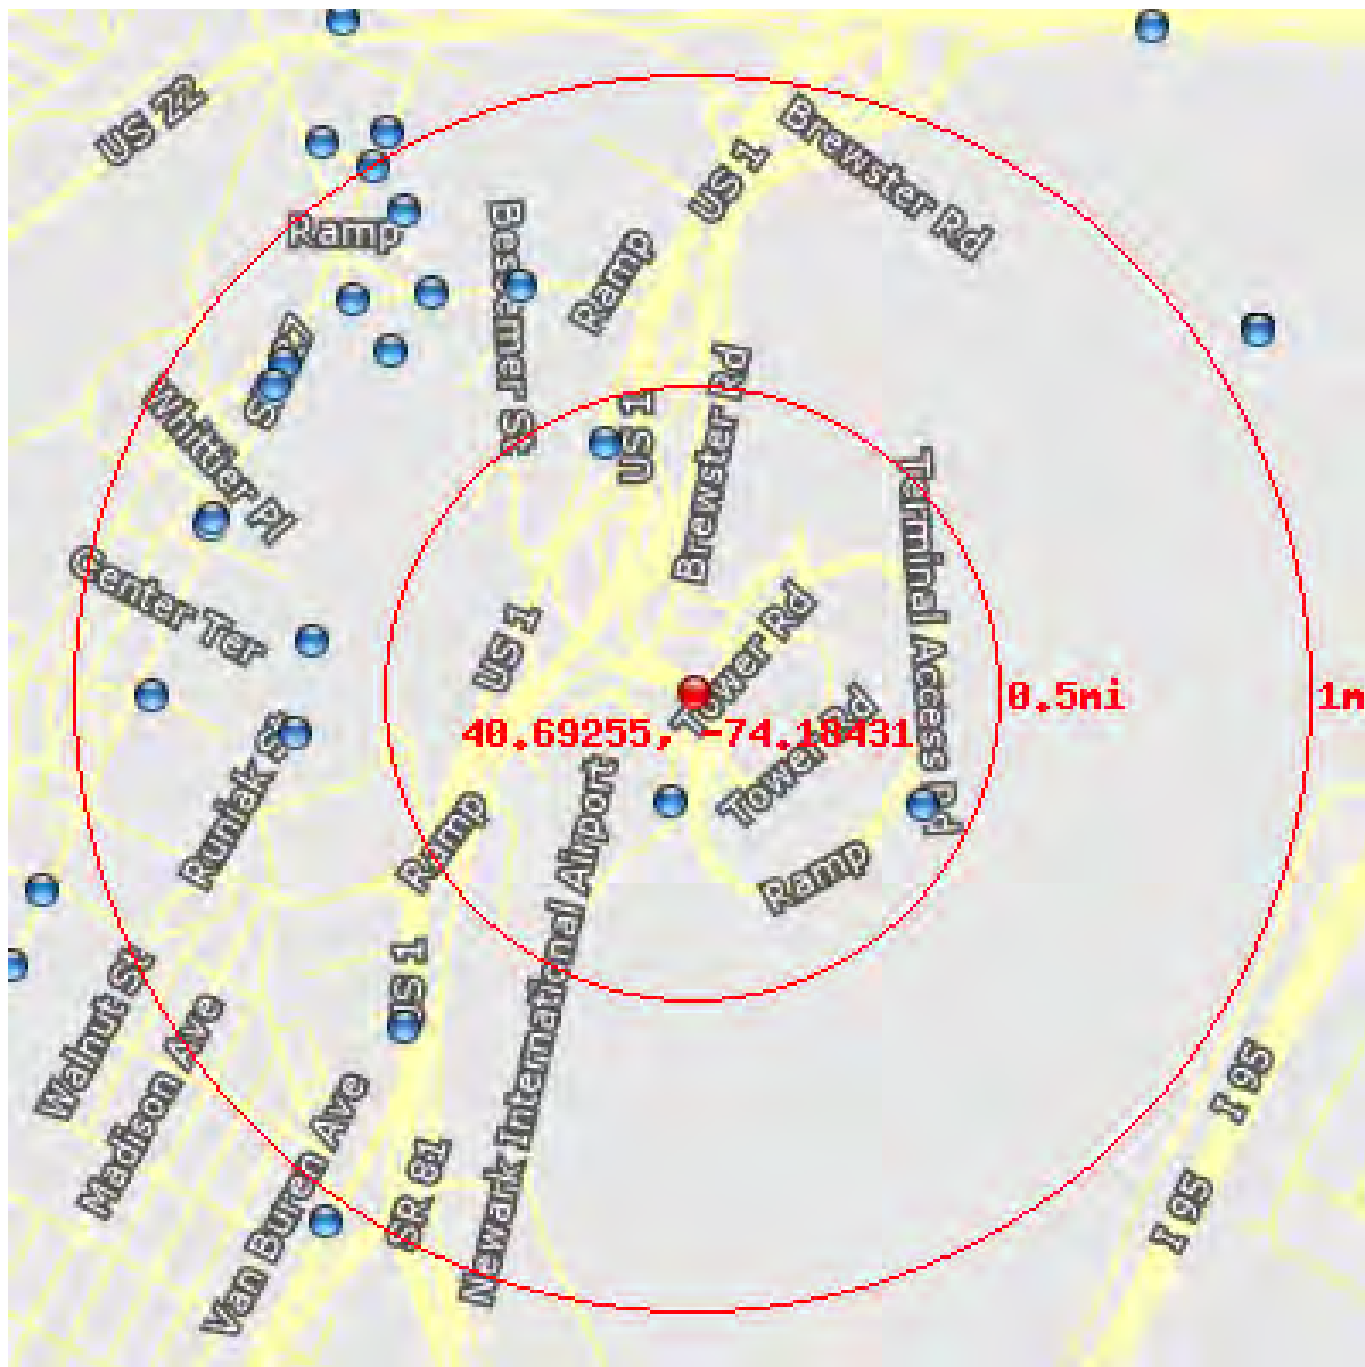 US 22
Brewster Rd
US 1
Ramp
Bessemer St
Ramp
Whittier Pl
US 1
Brewster Rd
Terminal Access Rd
Center Ter
US 1
Tower Rd
0.5mi
1m
40.69255, -74.18431
Tower Rd
Runiak St
Ramp
Newark International Airport
Ramp
US 1
Walnut St
Madison Ave
I 95
Van Buren Ave
SR 81
I 95